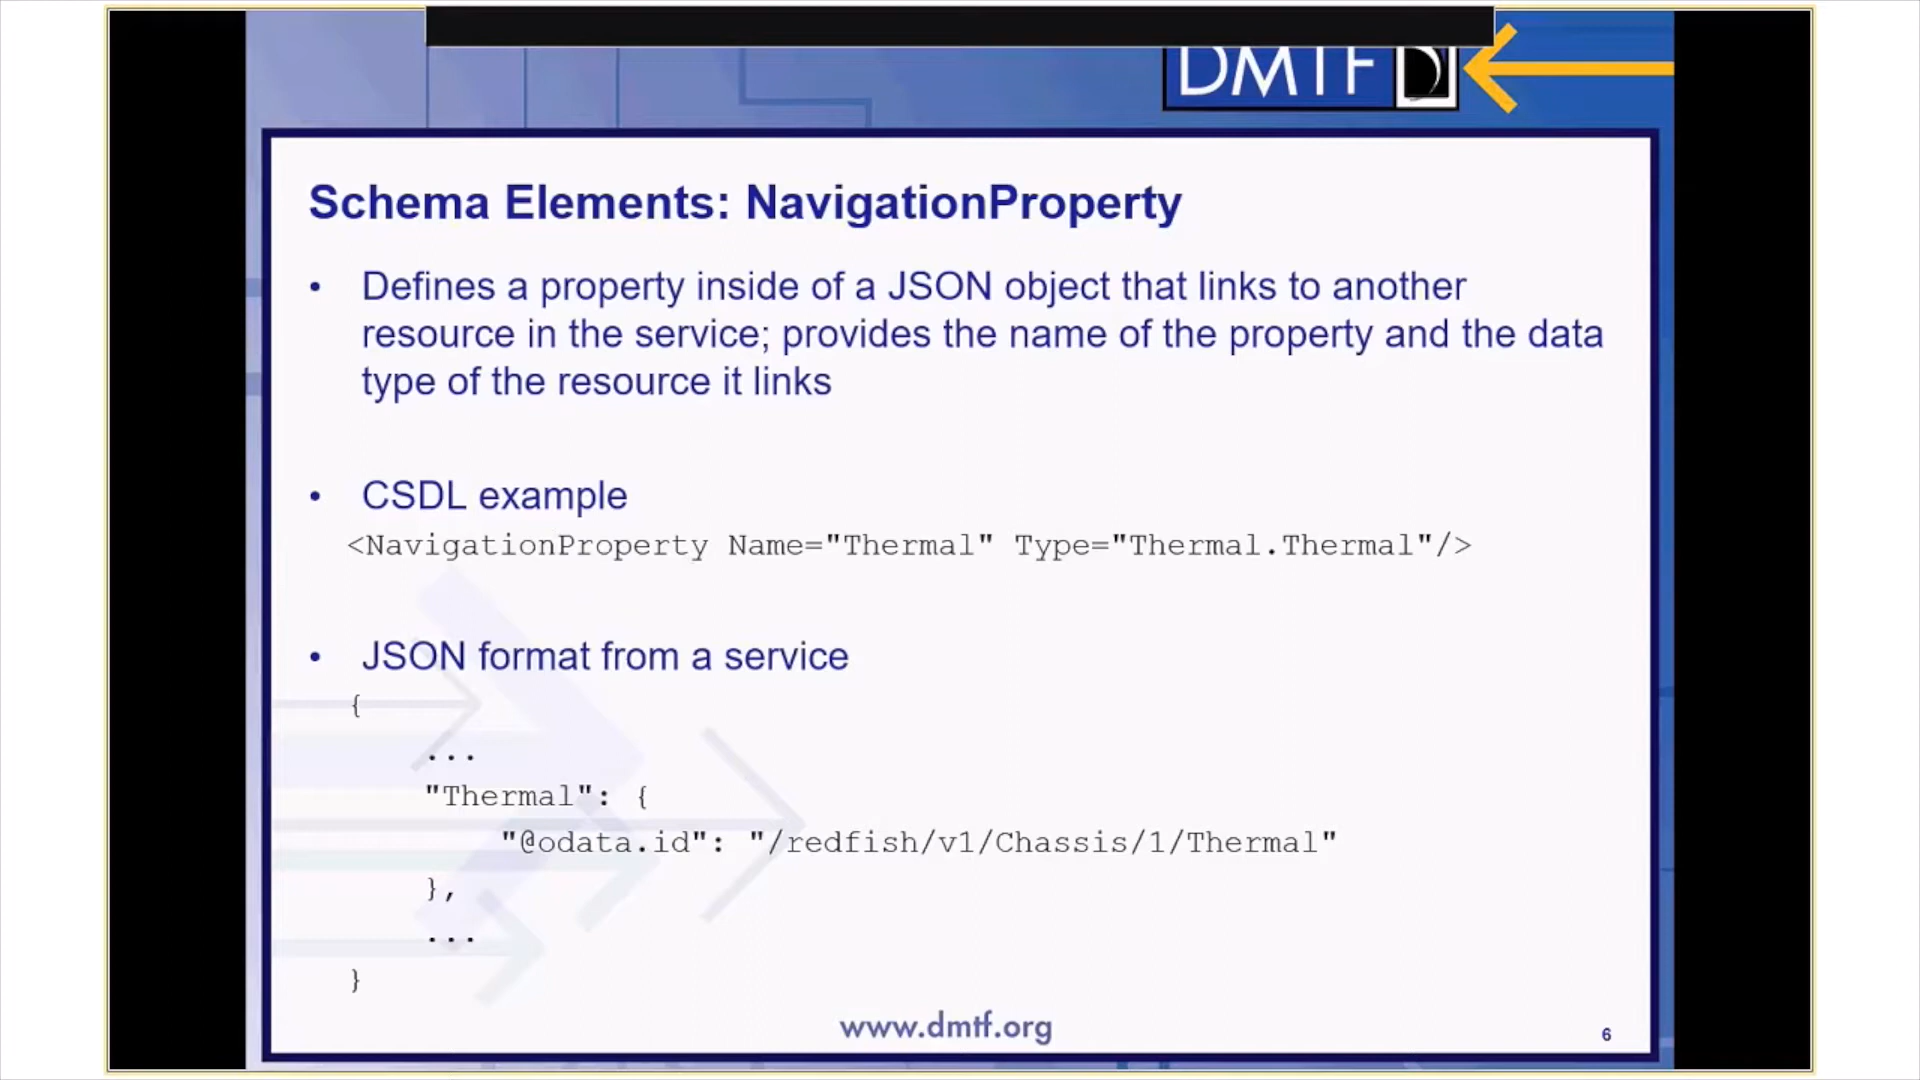 DMTF
Schema Elements: NavigationProperty
• Defines a property inside of a JSON object that links to another
resource in the service; provides the name of the property and the data
type of the resource it links
• CSDL example
<NavigationProperty Name="Thermal" Type="Thermal.Thermal"/>
• JSON format from a service
{
...
"Thermal": {
"@odata.id": "/redfish/v1/Chassis/1/Thermal"
},
...
}
www.dmtf.org
6